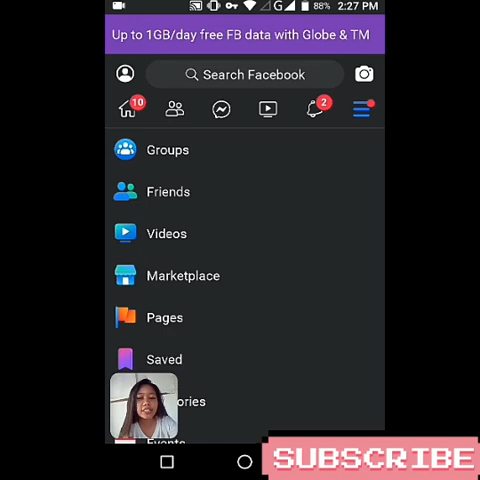 88% 2:27 PM
Up to 1GB/day free FB data with Globe & TM
Search Facebook
10
2
Groups
Friends
Videos
Marketplace
Pages
Saved
ories
Events
SUBSCRIBE